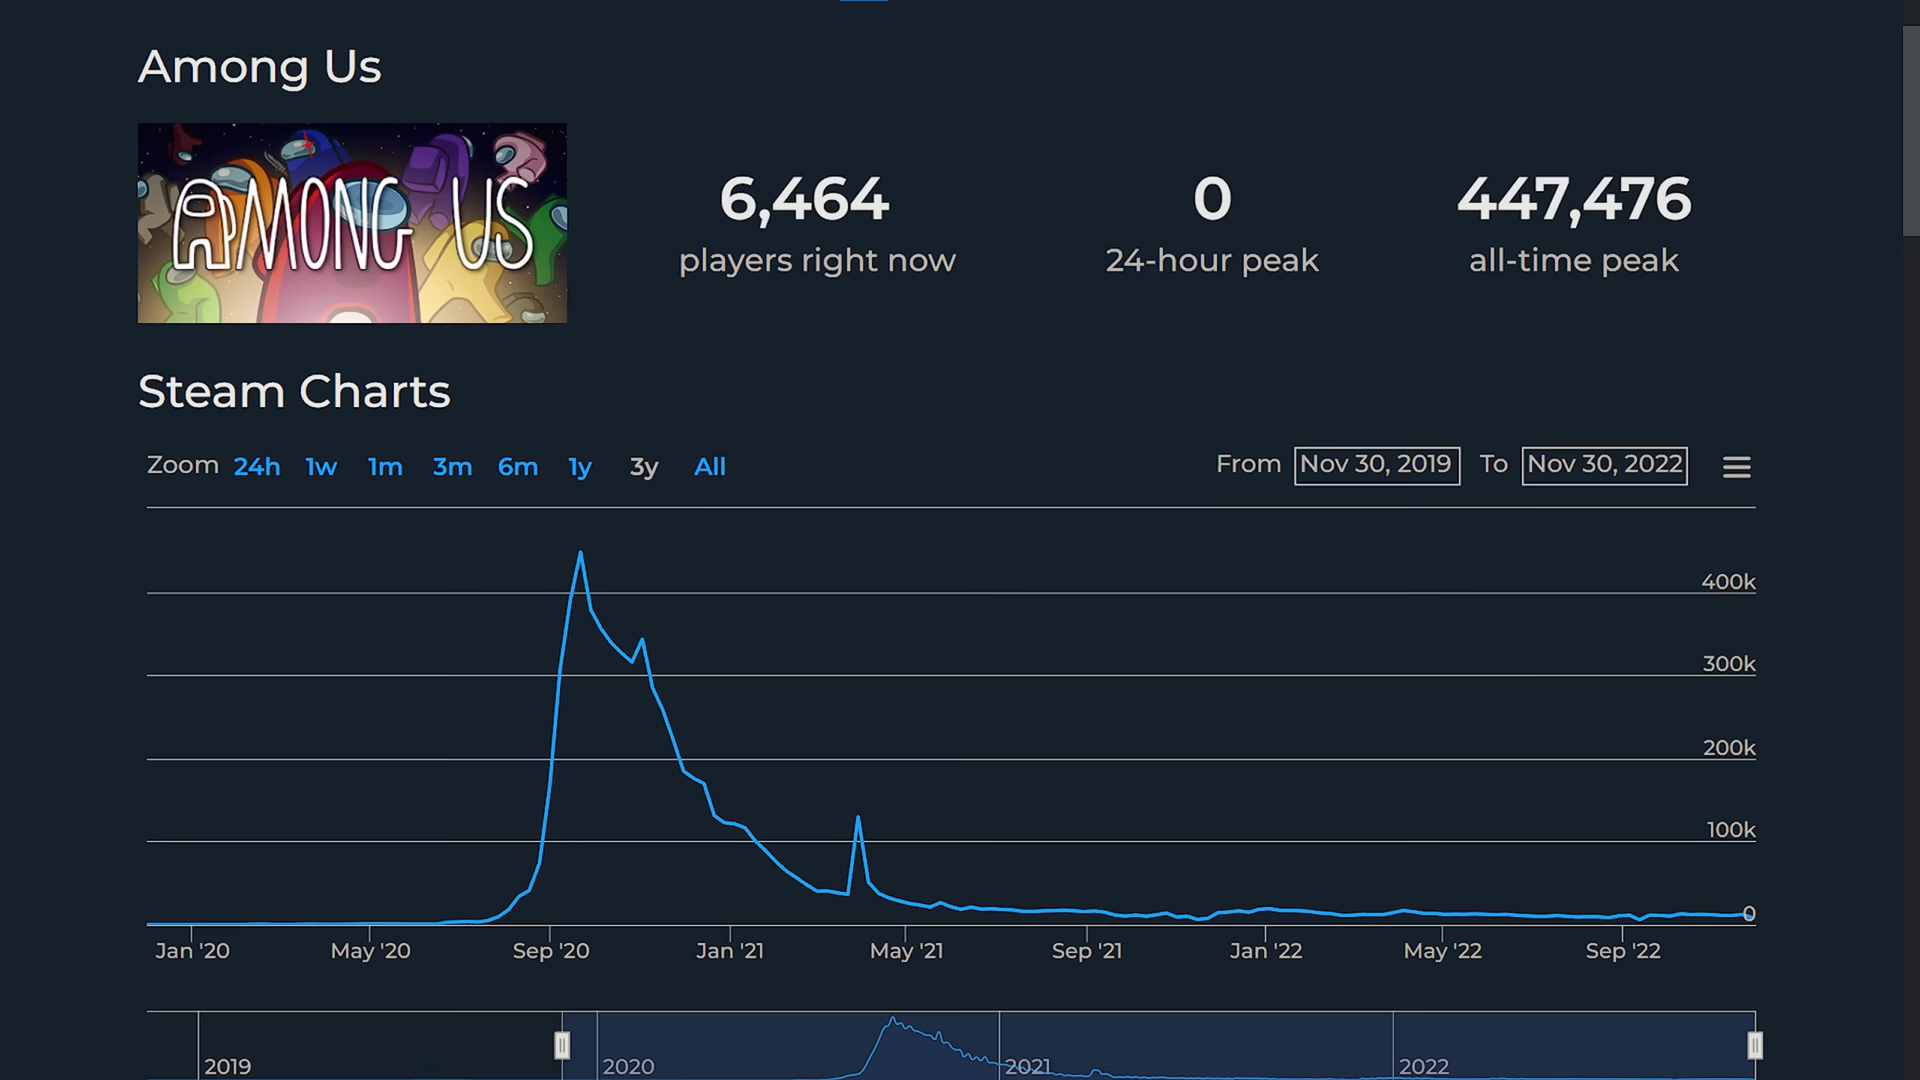 Among Us
AMONG US
6,464
players right now
0
24-hour peak
447,476
all-time peak
Steam Charts
Zoom 24h 1w 1m 3m 6m 1y 3y All
From Nov 30, 2019 To Nov 30, 2022
400k
300k
200k
100k
0
Jan '20 May '20 Sep '20 Jan '21 May '21 Sep '21 Jan '22 May '22 Sep '22
2019 2020 2021 2022